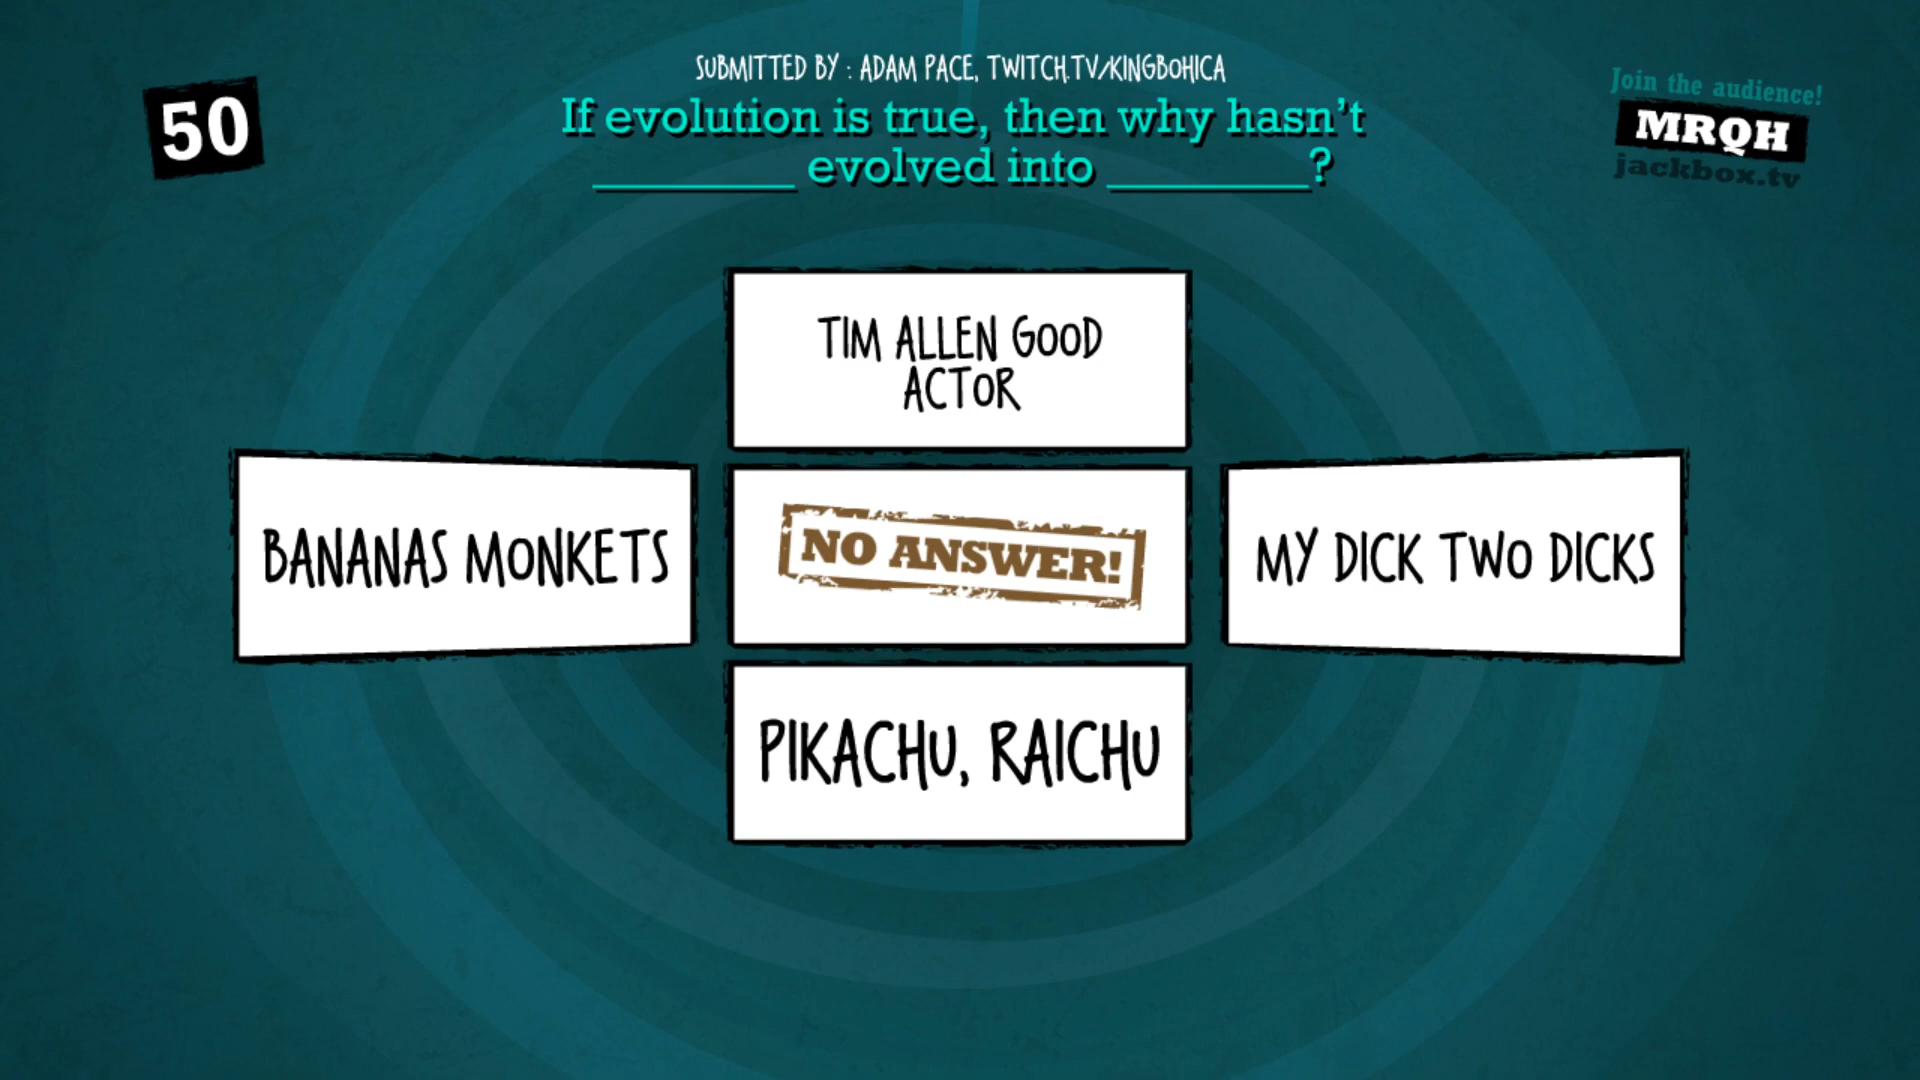 SUBMITTED BY : ADAM PACE, TWITCH.TV/KINGBOHICA
50
If evolution is true, then why hasn't
________ evolved into ________?
Join the audience!
MRQH
jackbox.tv
TIM ALLEN GOOD
ACTOR
BANANAS MONKETS
NO ANSWER!
MY DICK TWO DICKS
PIKACHU, RAICHU